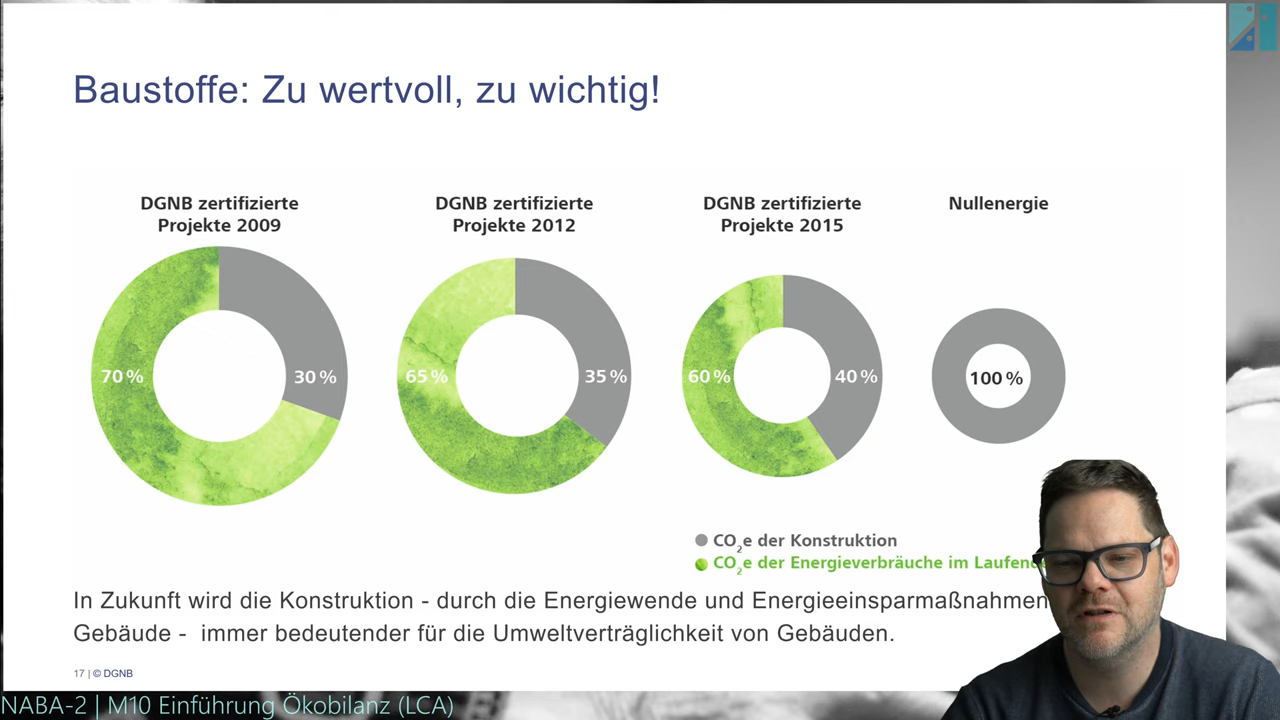 Baustoffe: Zu wertvoll, zu wichtig!
DGNB zertifizierte
Projekte 2009
DGNB zertifizierte
Projekte 2012
DGNB zertifizierte
Projekte 2015
Nullenergie
70 %
30 %
65 %
35 %
60 %
40 %
100 %
CO2e der Konstruktion
CO2e der Energieverbräuche im
In Zukunft wird die Konstruktion - durch die Energiewende und Energieeinsparmaßnahmen
Gebäude - immer bedeutender für die Umweltverträglichkeit von Gebäuden.
17 | © DGNB
NABA-2 | M10 Einführung Ökobilanz (LCA)